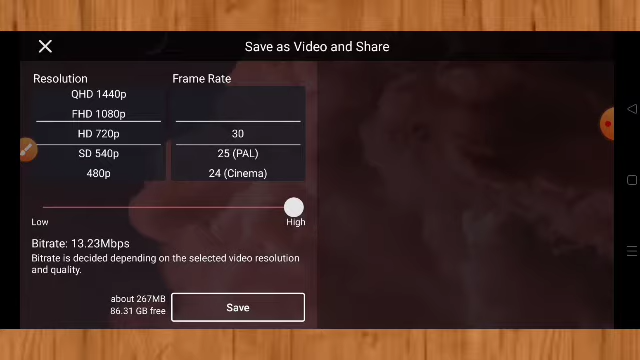 Save as Video and Share
Resolution
Frame Rate
QHD 1440p
FHD 1080p
HD 720p
30
SD 540p
25 (PAL)
480p
24 (Cinema)
Low
High
Bitrate: 13.23Mbps
Bitrate is decided depending on the selected video resolution
and quality.
about 267MB
86.31 GB free
Save